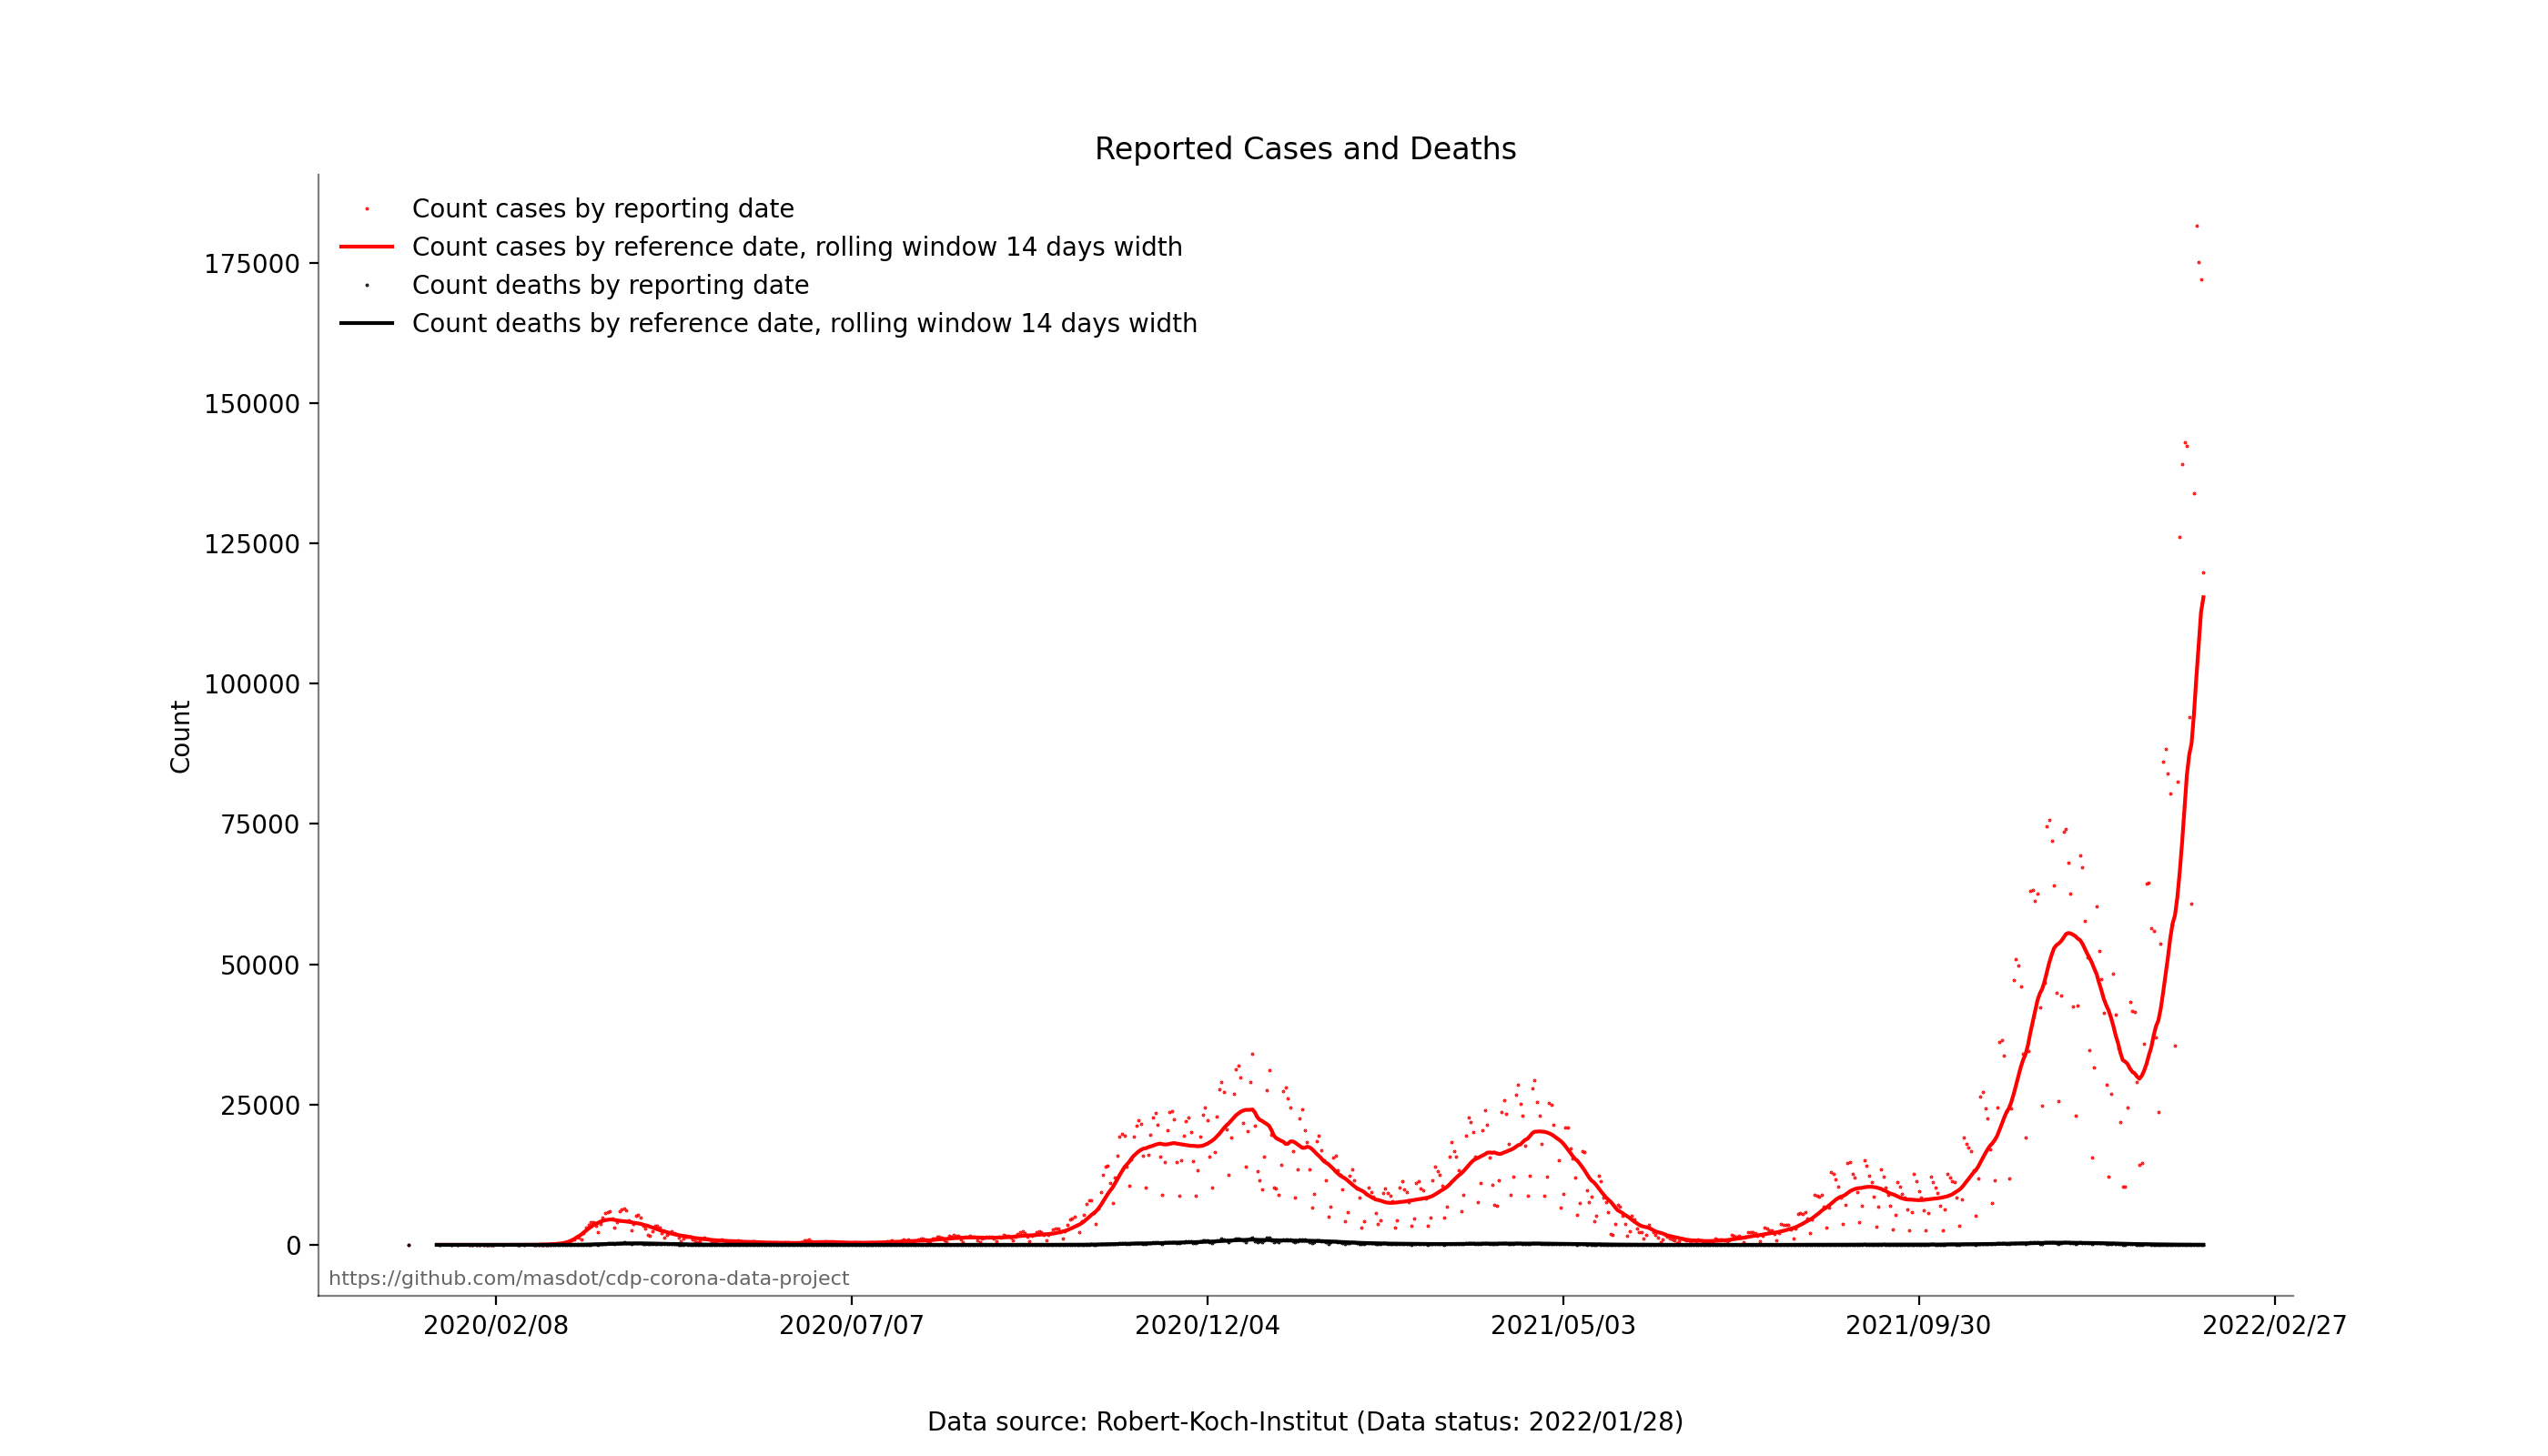 Reported Cases and Deaths
Count cases by reporting date
Count cases by reference date, rolling window 14 days width
Count deaths by reporting date
Count deaths by reference date, rolling window 14 days width
175000
150000
125000
100000
75000
50000
25000
0
Count
https://github.com/masdot/cdp-corona-data-project
2020/02/08 2020/07/07 2020/12/04 2021/05/03 2021/09/30 2022/02/27
Data source: Robert-Koch-Institut (Data status: 2022/01/28)